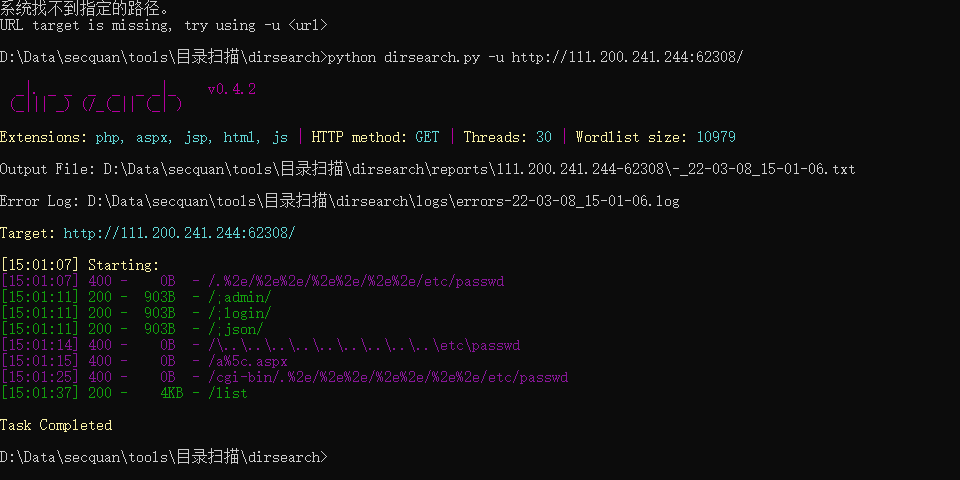 系统找不到指定的路径。
URL target is missing, try using -u <url>
D:\Data\secquan\tools\目录扫描\dirsearch>python dirsearch.py -u http://111.200.241.244:62308/
dirsearch v0.4.2
Extensions: php, aspx, jsp, html, js | HTTP method: GET | Threads: 30 | Wordlist size: 10979
Output File: D:\Data\secquan\tools\目录扫描\dirsearch\reports\111.200.241.244-62308\-_22-03-08_15-01-06.txt
Error Log: D:\Data\secquan\tools\目录扫描\dirsearch\logs\errors-22-03-08_15-01-06.log
Target: http://111.200.241.244:62308/
[15:01:07] Starting:
[15:01:07] 400 -    0B  - /.%2e/%2e%2e/%2e%2e/%2e%2e/etc/passwd
[15:01:11] 200 -  903B  - /;admin/
[15:01:11] 200 -  903B  - /;login/
[15:01:11] 200 -  903B  - /;json/
[15:01:14] 400 -    0B  - /\..\..\..\..\..\..\..\..\..\etc\passwd
[15:01:15] 400 -    0B  - /a%5c.aspx
[15:01:25] 400 -    0B  - /cgi-bin/.%2e/%2e%2e/%2e%2e/%2e%2e/etc/passwd
[15:01:37] 200 -    4KB - /list
Task Completed
D:\Data\secquan\tools\目录扫描\dirsearch>